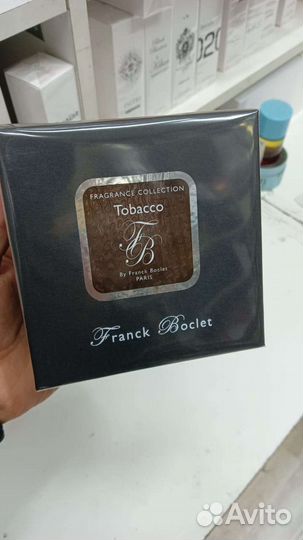 FRAGRANCE COLLECTION
Tobacco
FB
By Franck Boclet
PARIS
Franck Boclet
Avito